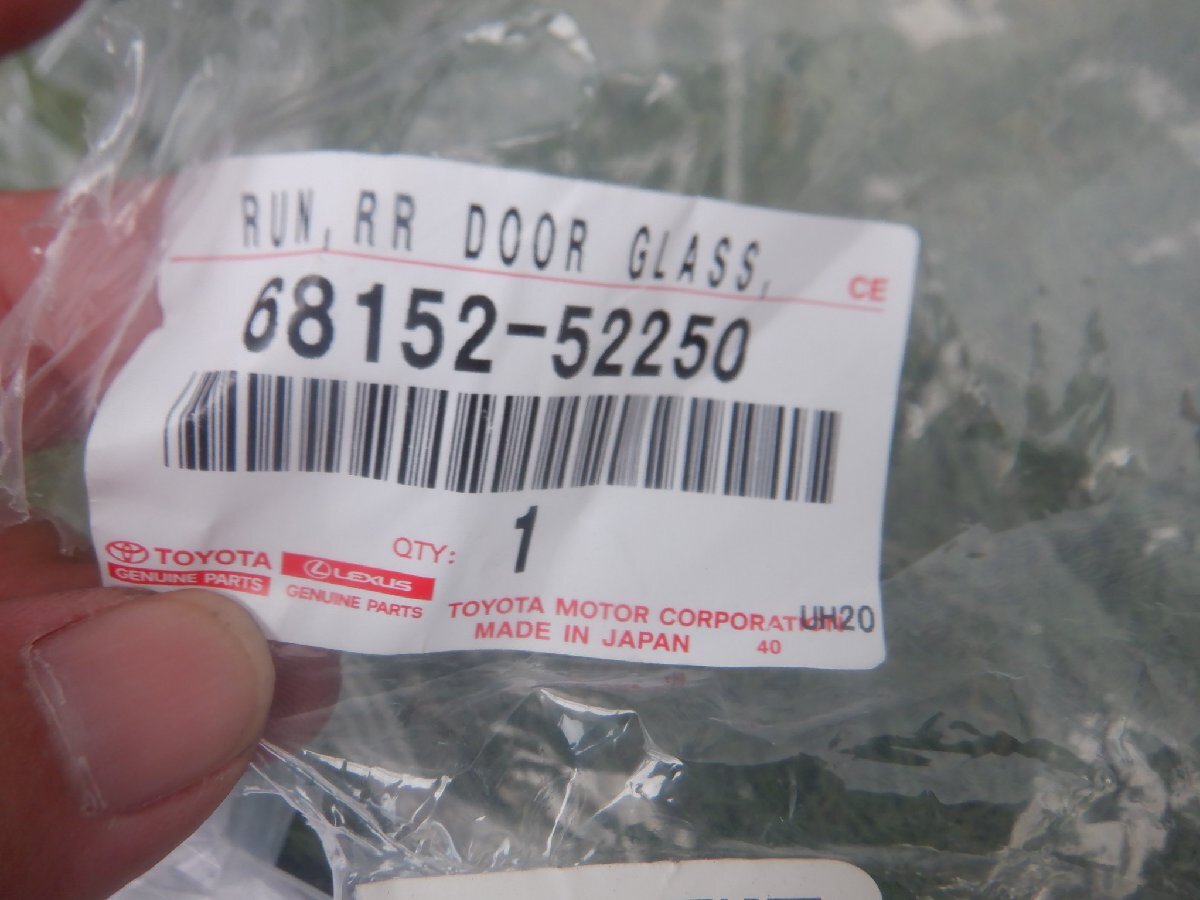 RUN, RR DOOR GLASS,
CE
68152-52250
QTY: 1
TOYOTA
GENUINE PARTS
LEXUS
GENUINE PARTS
TOYOTA MOTOR CORPORATION
UH20
MADE IN JAPAN
40